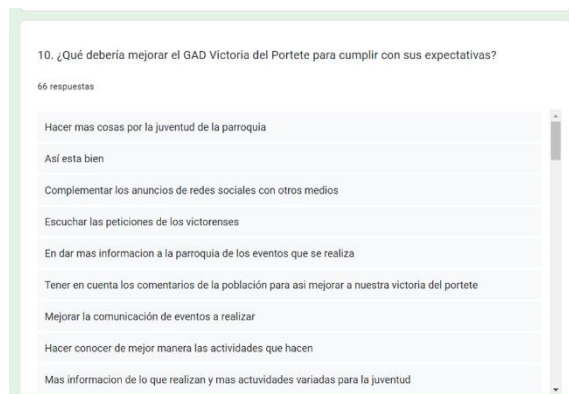 10. ¿Qué debería mejorar el GAD Victoria del Portete para cumplir con sus expectativas?
66 respuestas
Hacer mas cosas por la juventud de la parroquia
Así esta bien
Complementar los anuncios de redes sociales con otros medios
Escuchar las peticiones de los victorenses
En dar mas informacion a la parroquia de los eventos que se realiza
Tener en cuenta los comentarios de la población para asi mejorar a nuestra victoria del portete
Mejorar la comunicación de eventos a realizar
Hacer conocer de mejor manera las actividades que hacen
Mas informacion de lo que realizan y mas actuvidades variadas para la juventud